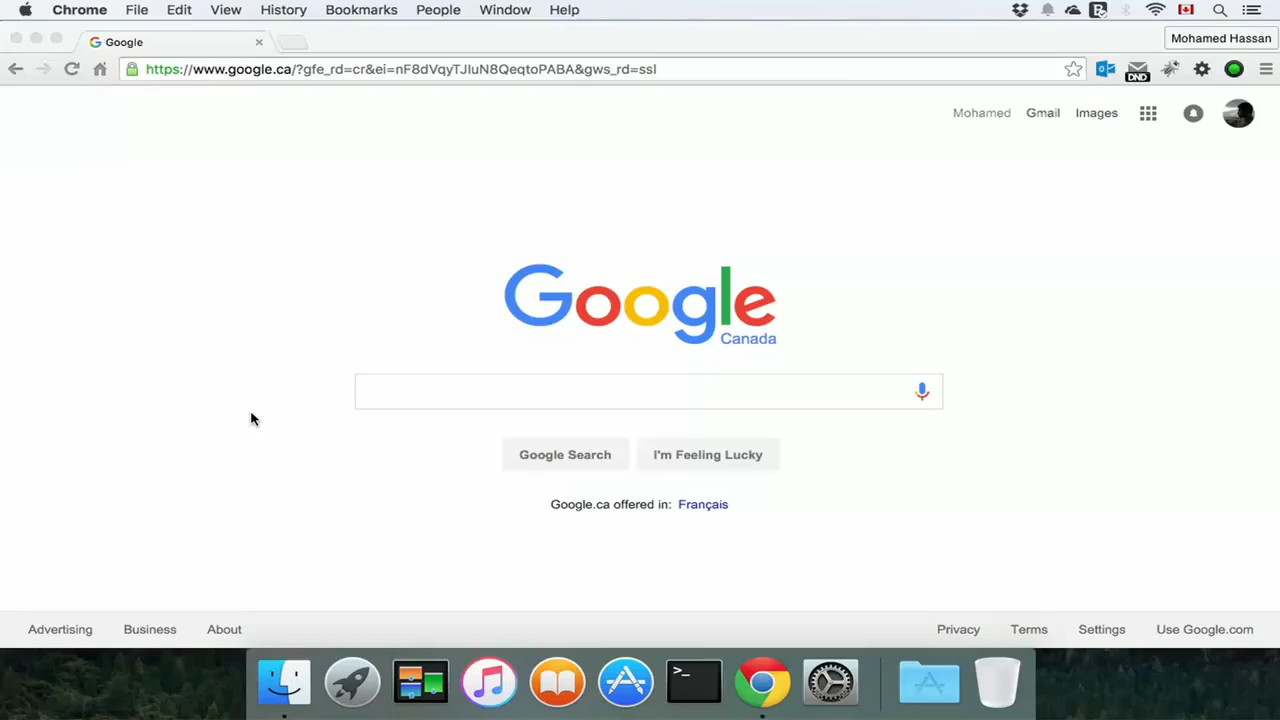 Chrome File Edit View History Bookmarks People Window Help
Google
Mohamed Hassan
https://www.google.ca/?gfe_rd=cr&ei=nF8dVqyTJIuN8QeqtoPABA&gws_rd=ssl
DND
Mohamed Gmail Images
Google
Canada
Google Search I'm Feeling Lucky
Google.ca offered in: Français
Advertising Business About Privacy Terms Settings Use Google.com
>_